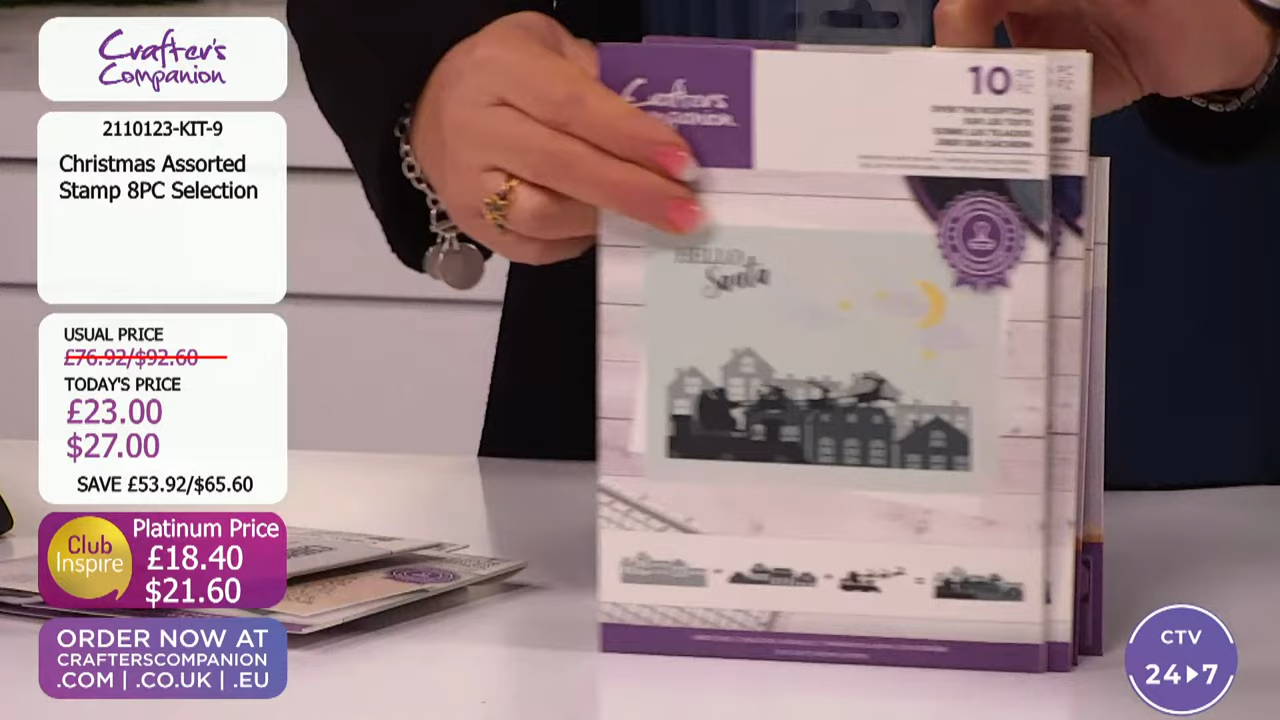 Crafter's
Companion
2110123-KIT-9
Christmas Assorted
Stamp 8PC Selection
USUAL PRICE
£76.92/$92.60
TODAY'S PRICE
£23.00
$27.00
SAVE £53.92/$65.60
Club
Inspire
Platinum Price
£18.40
$21.60
ORDER NOW AT
CRAFTERSCOMPANION
.COM | .CO.UK | .EU
Crafter's
Companion
10
HELLO
Santa
CTV
24 7